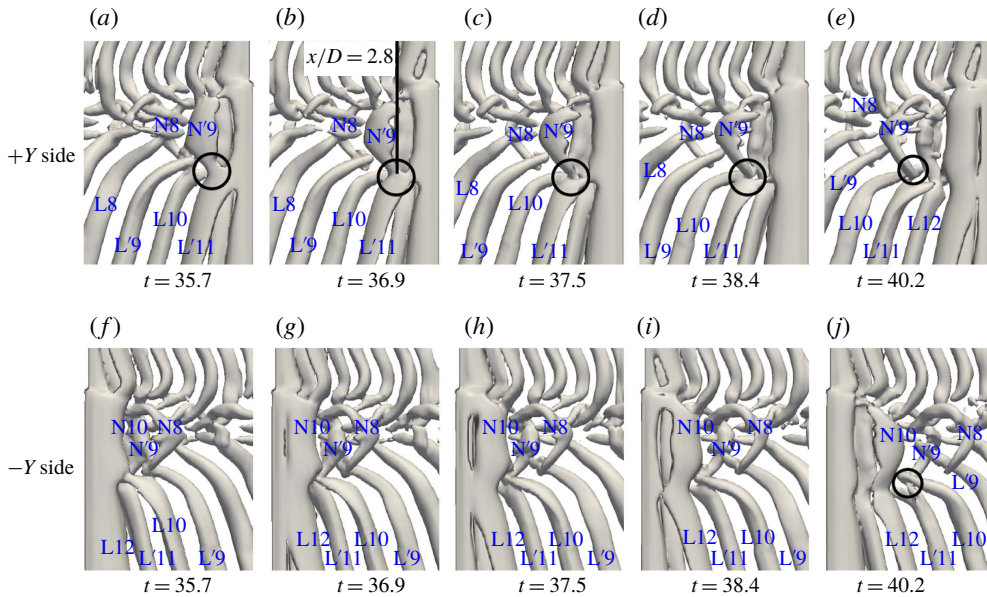 (a) (b) (c) (d) (e)
x/D = 2.8
+Y side
N8 N′9 L8 L′9 L10 L′11
N8 N′9 L8 L′9 L10 L′11
N8 N′9 L8 L′9 L10 L′11
N8 N′9 L8 L′9 L10 L′11
N8 N′9 L′9 L10 L′11 L12
t = 35.7 t = 36.9 t = 37.5 t = 38.4 t = 40.2
(f) (g) (h) (i) (j)
−Y side
N10 N8 N′9 L10 L12 L′11 L′9
N10 N8 N′9 L12 L10 L′11 L′9
N10 N8 N′9 L12 L10 L′11 L′9
N10 N8 N′9 L12 L10 L′11 L′9
N10 N8 N′9 L′9 L12 L10 L′11
t = 35.7 t = 36.9 t = 37.5 t = 38.4 t = 40.2